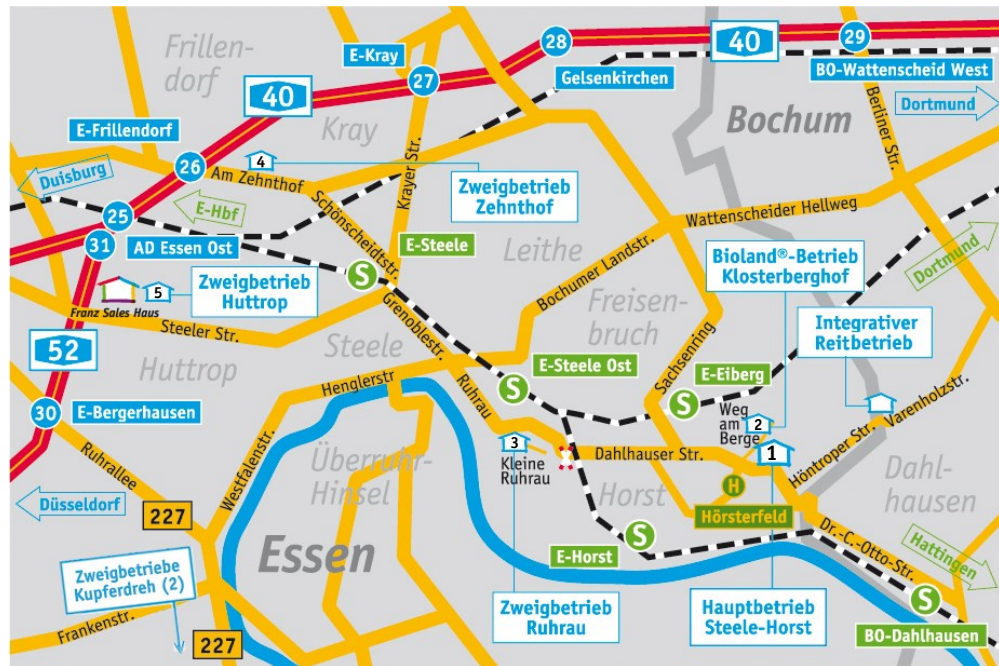 Frillen-
dorf
E-Kray
28
40
29
27
Gelsenkirchen
BO-Wattenscheid West
40
Dortmund
Kray
Bochum
E-Frillendorf
Krayer Str.
Berliner Str.
26
4
Am Zehnthof
Duisburg
Zweigbetrieb
Zehnthof
E-Hbf
Schönscheidtstr.
Wattenscheider Hellweg
25
31
AD Essen Ost
E-Steele
Leithe
Bioland®-Betrieb
Klosterberghof
Dortmund
S
Zweigbetrieb
Huttrop
5
Franz Sales Haus
Bochumer Landstr.
Freisen-
bruch
Integrativer
Reitbetrieb
Steeler Str.
Grenoblestr.
Steele
52
Huttrop
E-Steele Ost
Sachsenring
E-Eiberg
Henglerstr
S
S
Varenholzstr.
30
E-Bergerhausen
Ruhrau
Weg
am
Berge
2
3
1
Kleine
Ruhrau
Dahlhauser Str.
Höntroper Str.
Ruhrallee
Westfalenstr.
Überruhr-
Hinsel
Dahl-
hausen
Düsseldorf
H
Horst
227
Hörsterfeld
Dr.-C.-Otto-Str.
Essen
S
E-Horst
Hattingen
Zweigbetriebe
Kupferdreh (2)
Zweigbetrieb
Ruhrau
Hauptbetrieb
Steele-Horst
S
Frankenstr.
227
BO-Dahlhausen